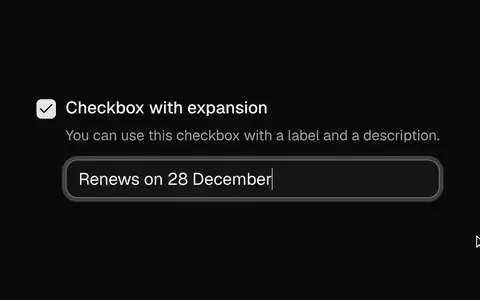 Checkbox with expansion
You can use this checkbox with a label and a description.
Renews on 28 December